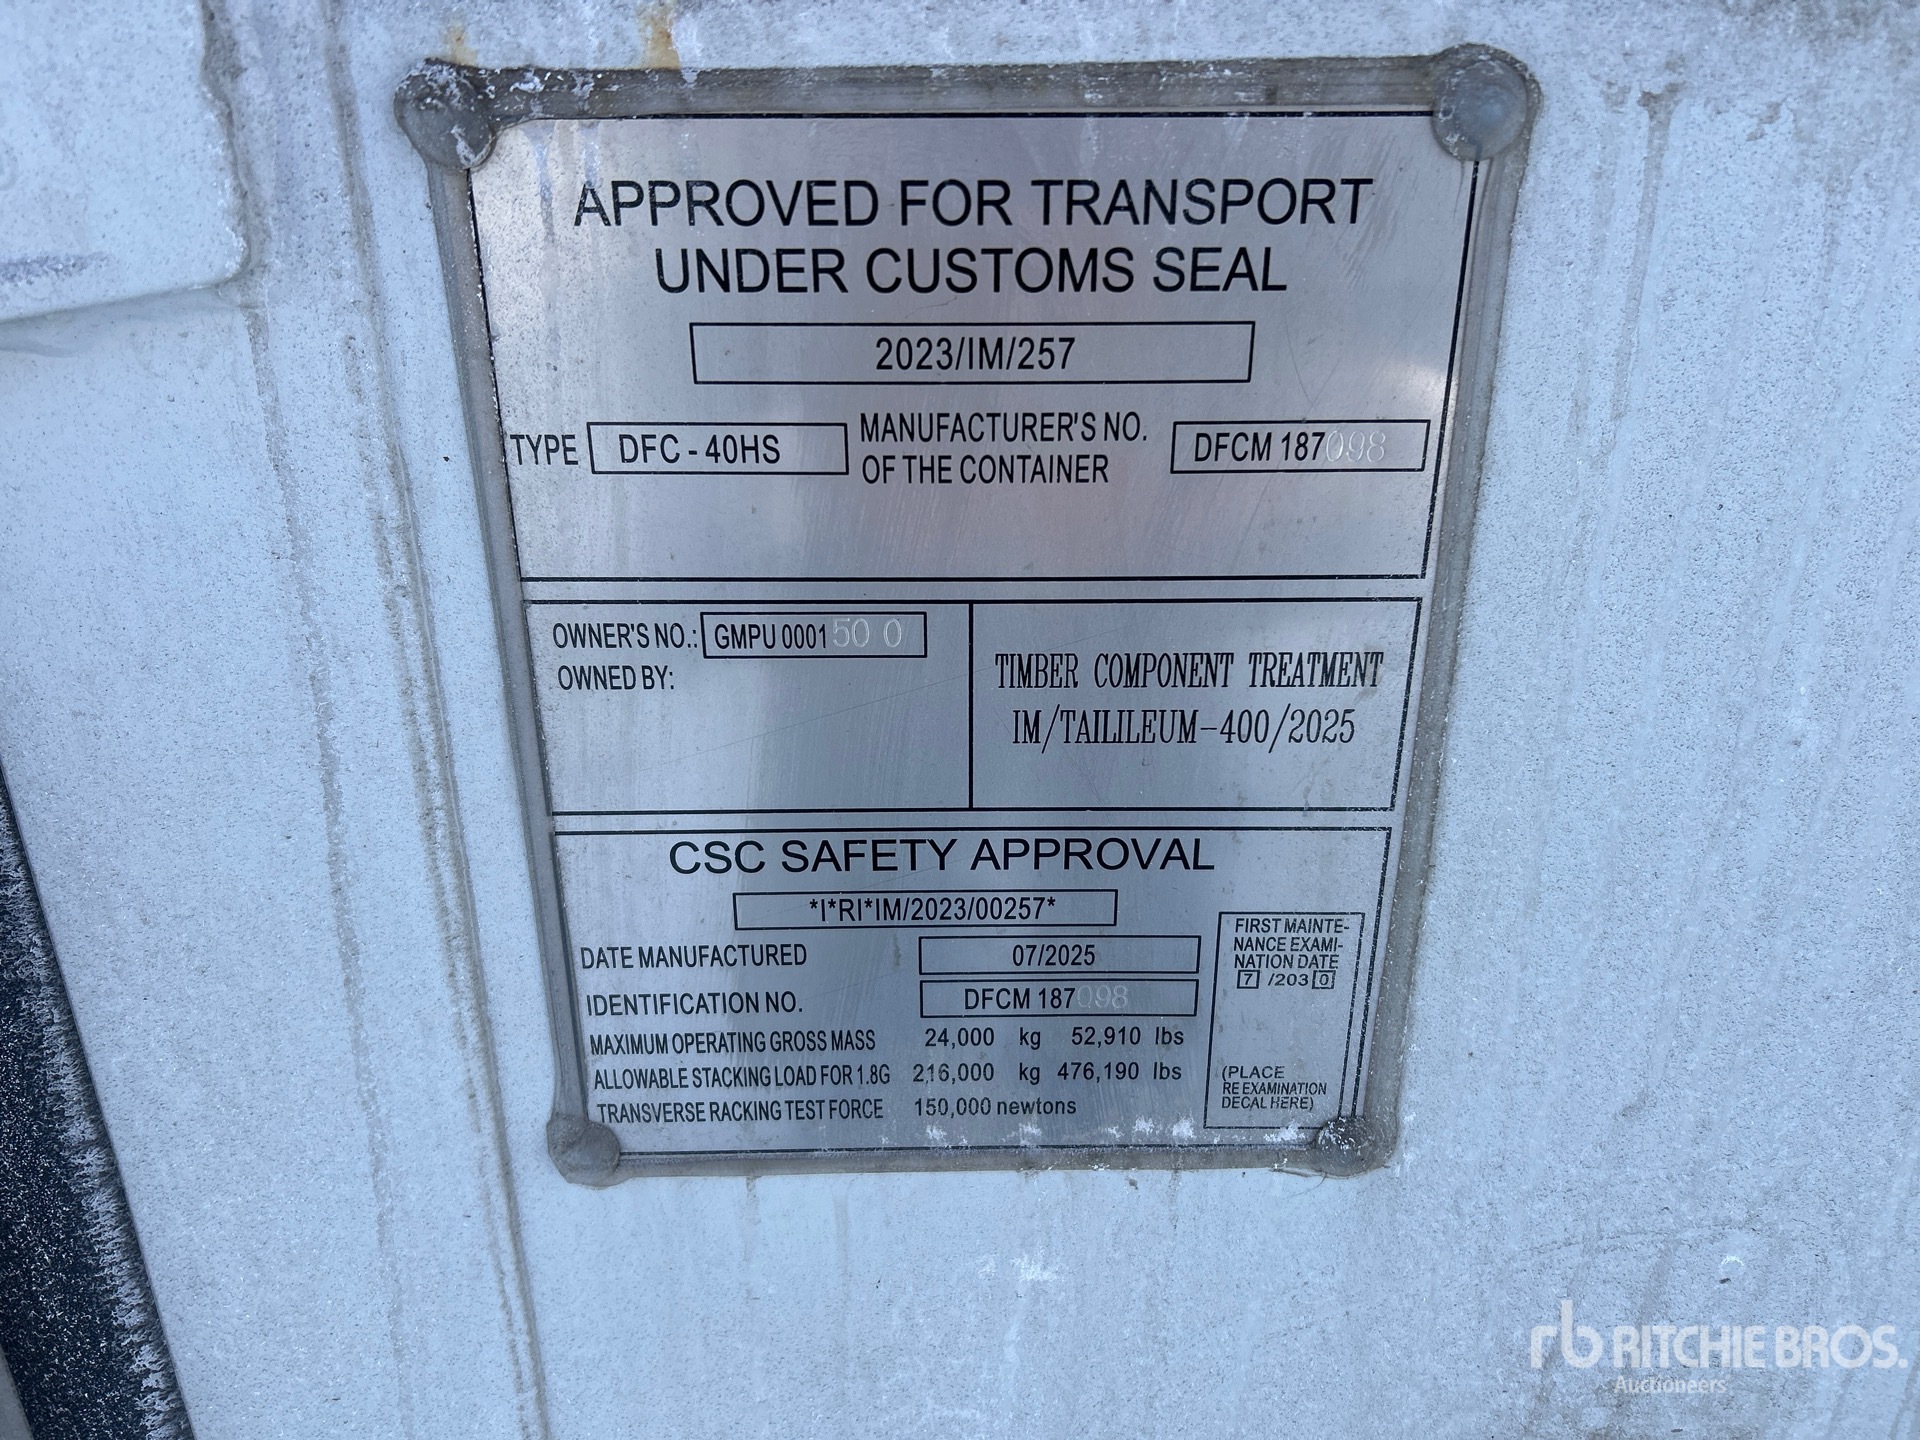 APPROVED FOR TRANSPORT
UNDER CUSTOMS SEAL
2023/IM/257
TYPE DFC - 40HS MANUFACTURER'S NO. OF THE CONTAINER DFCM 187098
OWNER'S NO.: GMPU 0001500
OWNED BY:
TIMBER COMPONENT TREATMENT
IM/TAILILEUM-400/2025
CSC SAFETY APPROVAL
*I*RI*IM/2023/00257*
DATE MANUFACTURED 07/2025
IDENTIFICATION NO. DFCM 187098
MAXIMUM OPERATING GROSS MASS 24,000 kg 52,910 lbs
ALLOWABLE STACKING LOAD FOR 1.8G 216,000 kg 476,190 lbs
TRANSVERSE RACKING TEST FORCE 150,000 newtons
FIRST MAINTE-
NANCE EXAMI-
NATION DATE
7 /2030
(PLACE
RE EXAMINATION
DECAL HERE)
rb RITCHIE BROS.
Auctioneers